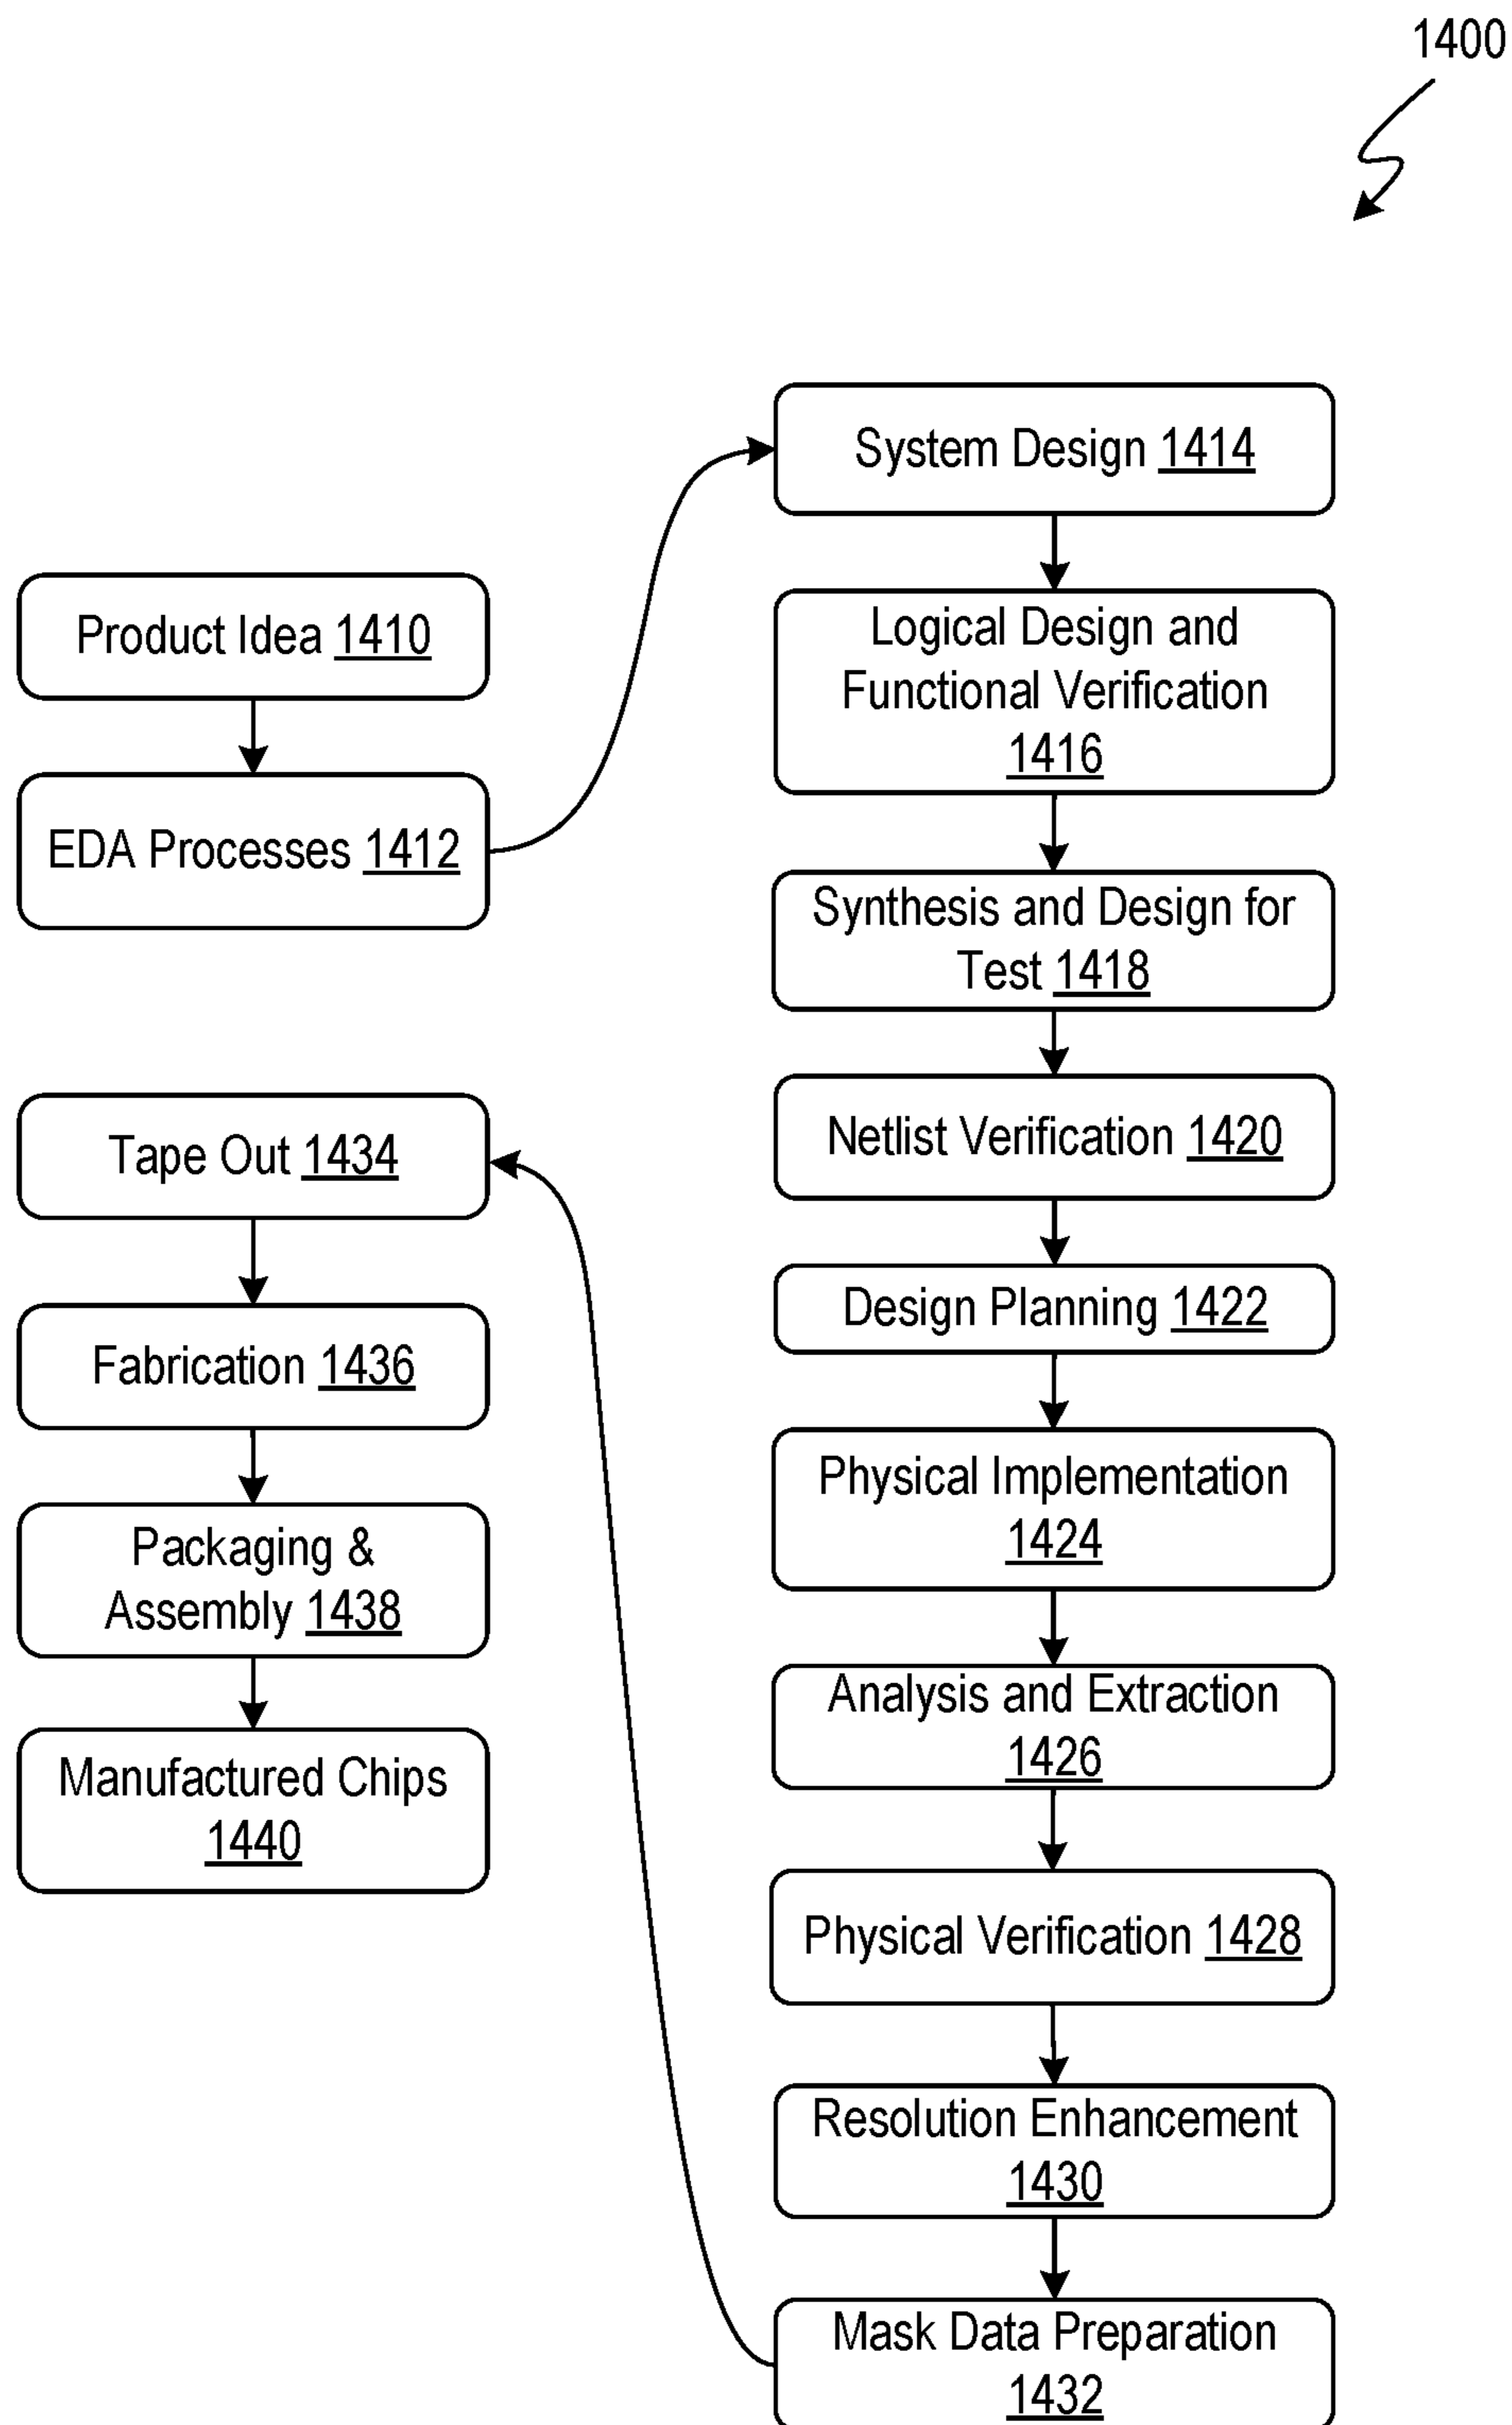 1400
Product Idea 1410
EDA Processes 1412
System Design 1414
Logical Design and
Functional Verification
1416
Synthesis and Design for
Test 1418
Netlist Verification 1420
Design Planning 1422
Physical Implementation
1424
Analysis and Extraction
1426
Physical Verification 1428
Resolution Enhancement
1430
Mask Data Preparation
1432
Tape Out 1434
Fabrication 1436
Packaging &
Assembly 1438
Manufactured Chips
1440